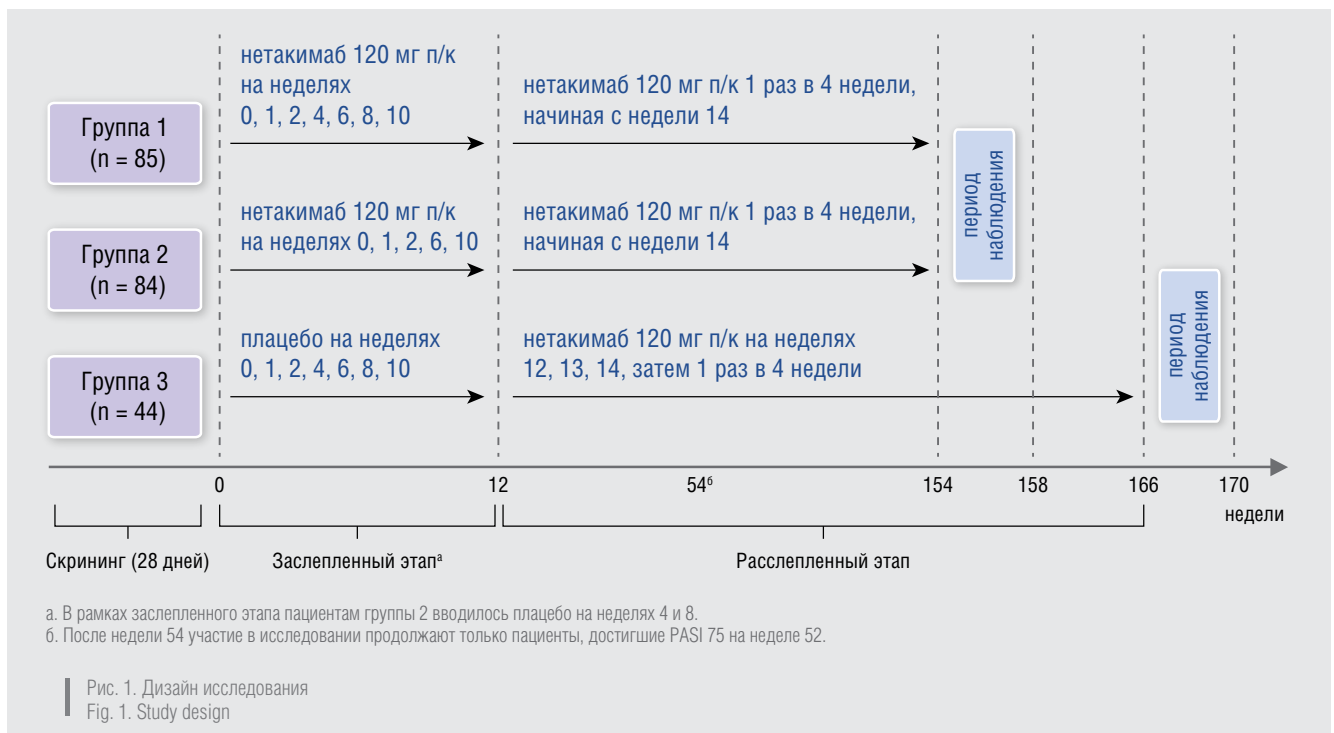 Группа 1
(n = 85)
нетакимаб 120 мг п/к
на неделях
0, 1, 2, 4, 6, 8, 10
нетакимаб 120 мг п/к 1 раз в 4 недели,
начиная с недели 14
период
наблюдения
Группа 2
(n = 84)
нетакимаб 120 мг п/к
на неделях 0, 1, 2, 6, 10
нетакимаб 120 мг п/к 1 раз в 4 недели,
начиная с недели 14
Группа 3
(n = 44)
плацебо на неделях
0, 1, 2, 4, 6, 8, 10
нетакимаб 120 мг п/к на неделях
12, 13, 14, затем 1 раз в 4 недели
период
наблюдения
0 12 54ᵟ 154 158 166 170
недели
Скрининг (28 дней) Заслепленный этапᵃ Расслепленный этап
а. В рамках заслепленного этапа пациентам группы 2 вводилось плацебо на неделях 4 и 8.
б. После недели 54 участие в исследовании продолжают только пациенты, достигшие PASI 75 на неделе 52.
Рис. 1. Дизайн исследования
Fig. 1. Study design